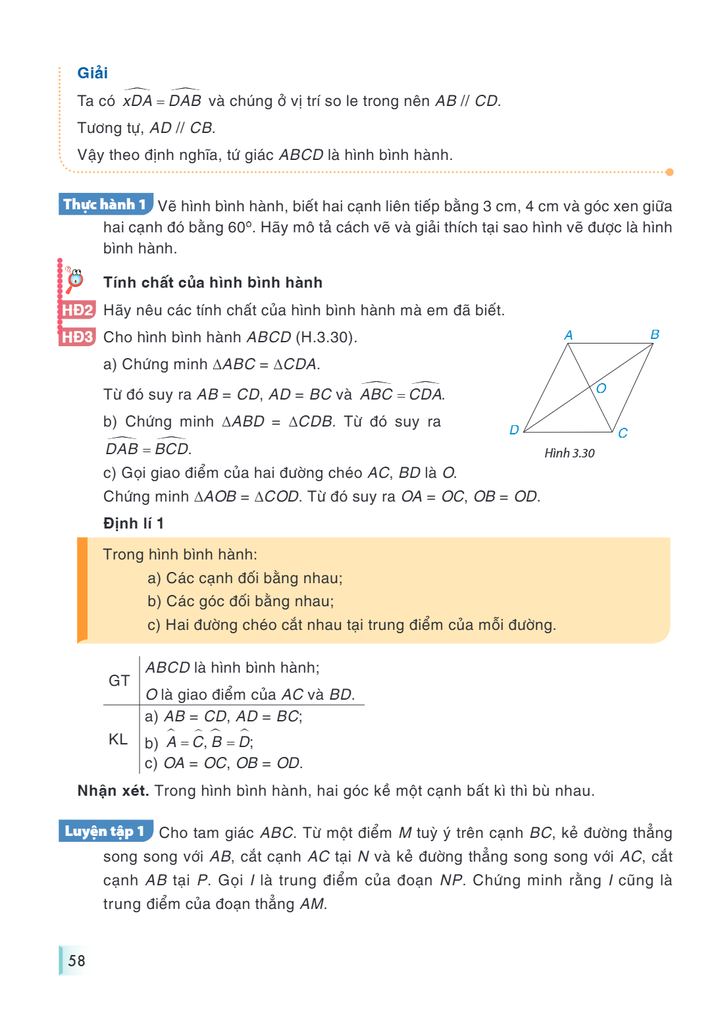 Giải
Ta có xDA = DAB và chúng ở vị trí so le trong nên AB // CD.
Tương tự, AD // CB.
Vậy theo định nghĩa, tứ giác ABCD là hình bình hành.
Thực hành 1 Vẽ hình bình hành, biết hai cạnh liên tiếp bằng 3 cm, 4 cm và góc xen giữa
hai cạnh đó bằng 60°. Hãy mô tả cách vẽ và giải thích tại sao hình vẽ được là hình
bình hành.
Tính chất của hình bình hành
HĐ2 Hãy nêu các tính chất của hình bình hành mà em đã biết.
HĐ3 Cho hình bình hành ABCD (H.3.30).
a) Chứng minh ΔABC = ΔCDA.
Từ đó suy ra AB = CD, AD = BC và ABC = CDA.
b) Chứng minh ΔABD = ΔCDB. Từ đó suy ra
DAB = BCD.
A
B
O
D
C
Hình 3.30
c) Gọi giao điểm của hai đường chéo AC, BD là O.
Chứng minh ΔAOB = ΔCOD. Từ đó suy ra OA = OC, OB = OD.
Định lí 1
Trong hình bình hành:
a) Các cạnh đối bằng nhau;
b) Các góc đối bằng nhau;
c) Hai đường chéo cắt nhau tại trung điểm của mỗi đường.
GT
ABCD là hình bình hành;
O là giao điểm của AC và BD.
KL
a) AB = CD, AD = BC;
b) Â = Ĉ, B̂ = D̂;
c) OA = OC, OB = OD.
Nhận xét. Trong hình bình hành, hai góc kề một cạnh bất kì thì bù nhau.
Luyện tập 1 Cho tam giác ABC. Từ một điểm M tuỳ ý trên cạnh BC, kẻ đường thẳng
song song với AB, cắt cạnh AC tại N và kẻ đường thẳng song song với AC, cắt
cạnh AB tại P. Gọi I là trung điểm của đoạn NP. Chứng minh rằng I cũng là
trung điểm của đoạn thẳng AM.
58